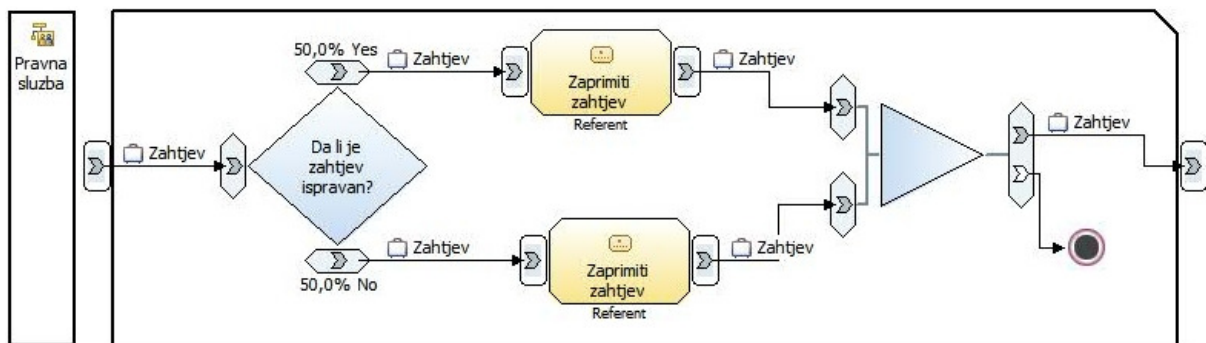 Pravna
sluzba
Zahtjev
Da li je
zahtjev
ispravan?
50,0% Yes
Zahtjev
Zaprimiti
zahtjev
Referent
Zahtjev
50,0% No
Zahtjev
Zaprimiti
zahtjev
Referent
Zahtjev
Zahtjev